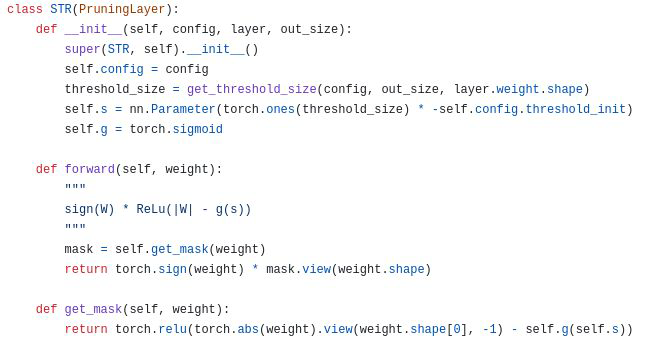 class STR(PruningLayer):
    def __init__(self, config, layer, out_size):
        super(STR, self).__init__()
        self.config = config
        threshold_size = get_threshold_size(config, out_size, layer.weight.shape)
        self.s = nn.Parameter(torch.ones(threshold_size) * -self.config.threshold_init)
        self.g = torch.sigmoid

    def forward(self, weight):
        """
        sign(W) * ReLu(|W| - g(s))
        """
        mask = self.get_mask(weight)
        return torch.sign(weight) * mask.view(weight.shape)

    def get_mask(self, weight):
        return torch.relu(torch.abs(weight).view(weight.shape[0], -1) - self.g(self.s))